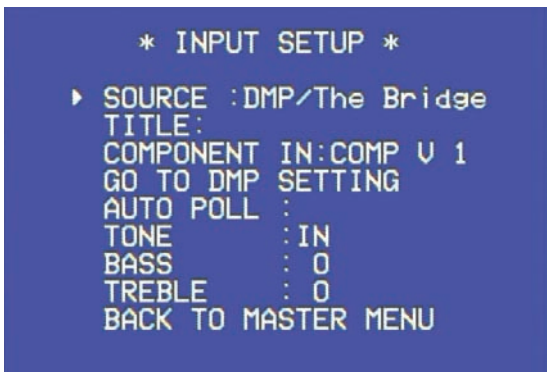 * INPUT SETUP *
SOURCE :DMP/The Bridge
TITLE:
COMPONENT IN:COMP V 1
GO TO DMP SETTING
AUTO POLL :
TONE :IN
BASS : 0
TREBLE : 0
BACK TO MASTER MENU